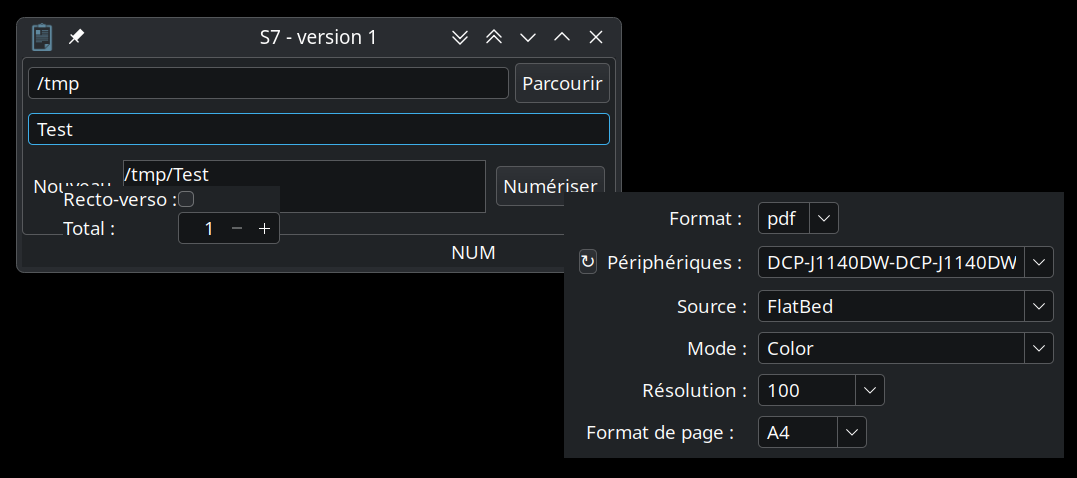 S7 - version 1
/tmp
Parcourir
Test
Nouveau
/tmp/Test
Numériser
Recto-verso :
Total :
1
NUM
Format :
pdf
Périphériques :
DCP-J1140DW-DCP-J1140DW
Source :
FlatBed
Mode :
Color
Résolution :
100
Format de page :
A4